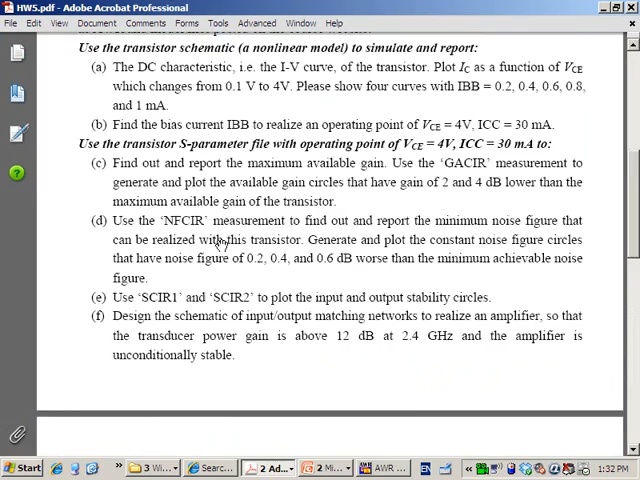 HW5.pdf - Adobe Acrobat Professional
File Edit View Document Comments Forms Tools Advanced Window Help
Use the transistor schematic (a nonlinear model) to simulate and report:
(a) The DC characteristic, i.e. the I-V curve, of the transistor. Plot IC as a function of VCE
which changes from 0.1 V to 4V. Please show four curves with IBB = 0.2, 0.4, 0.6, 0.8,
and 1 mA.
(b) Find the bias current IBB to realize an operating point of VCE = 4V, ICC = 30 mA.
Use the transistor S-parameter file with operating point of VCE = 4V, ICC = 30 mA to:
(c) Find out and report the maximum available gain. Use the ‘GACIR’ measurement to
generate and plot the available gain circles that have gain of 2 and 4 dB lower than the
maximum available gain of the transistor.
(d) Use the ‘NFCIR’ measurement to find out and report the minimum noise figure that
can be realized with this transistor. Generate and plot the constant noise figure circles
that have noise figure of 0.2, 0.4, and 0.6 dB worse than the minimum achievable noise
figure.
(e) Use ‘SCIR1’ and ‘SCIR2’ to plot the input and output stability circles.
(f) Design the schematic of input/output matching networks to realize an amplifier, so that
the transducer power gain is above 12 dB at 2.4 GHz and the amplifier is
unconditionally stable.
Start » 3 Wi... Searc... 2 Ad... 2 Mi... AWR ... EN « 1:32 PM